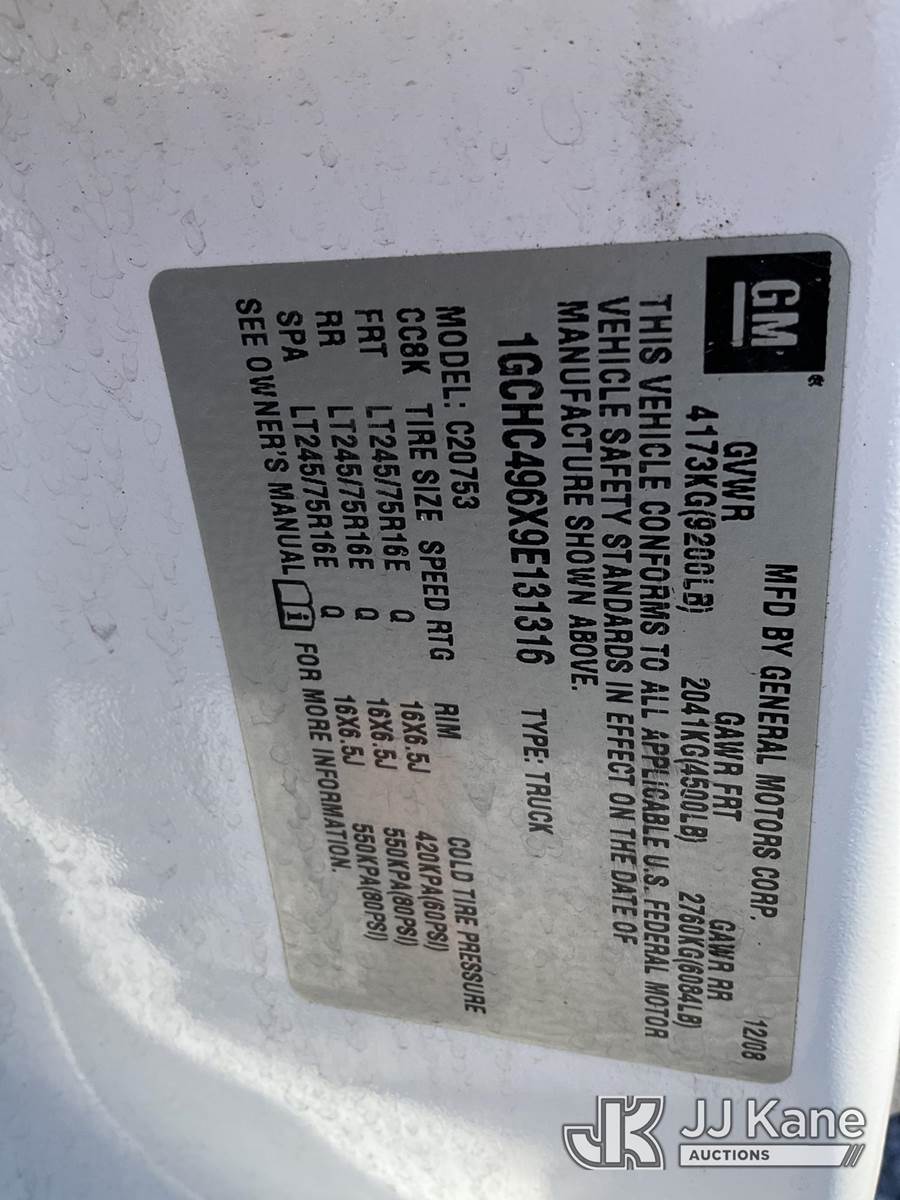 GM
MFD BY GENERAL MOTORS CORP. 12/08
GVWR GAWR FRT GAWR RR
4173KG(9200LB) 2041KG(4500LB) 2760KG(6084LB)
THIS VEHICLE CONFORMS TO ALL APPLICABLE U.S. FEDERAL MOTOR
VEHICLE SAFETY STANDARDS IN EFFECT ON THE DATE OF
MANUFACTURE SHOWN ABOVE.
1GCHC496X9E131316 TYPE: TRUCK
MODEL: C20753
CC8K TIRE SIZE SPEED RTG RIM COLD TIRE PRESSURE
FRT LT245/75R16E Q 16X6.5J 420KPA(60PSI)
RR LT245/75R16E Q 16X6.5J 550KPA(80PSI)
SPA LT245/75R16E Q 16X6.5J 550KPA(80PSI)
SEE OWNER'S MANUAL i FOR MORE INFORMATION.
JK JJ Kane
AUCTIONS